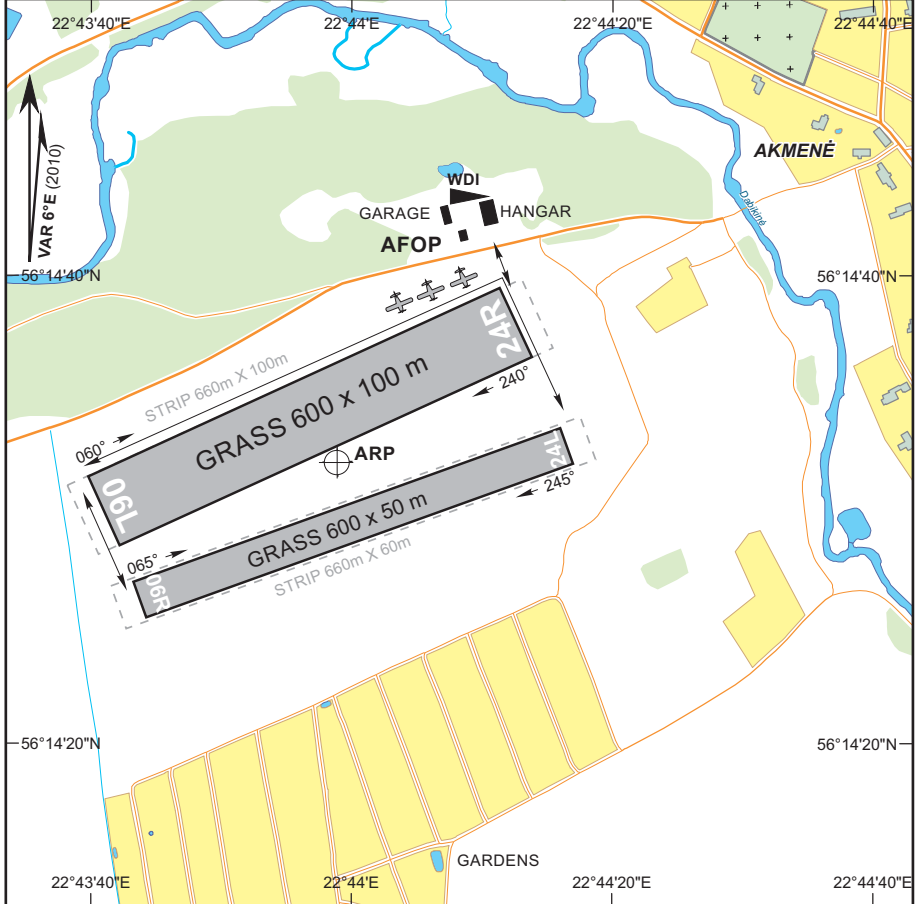 22°43'40"E
22°44'E
22°44'20"E
22°44'40"E
AKMENĖ
VAR 6°E (2010)
WDI
Dabikinė
GARAGE
HANGAR
AFOP
56°14'40"N
56°14'40"N
24R
STRIP 660m X 100m
GRASS 600 x 100 m
240°
060°
ARP
24L
06L
245°
GRASS 600 x 50 m
065°
06R
STRIP 660m X 60m
56°14'20"N
56°14'20"N
GARDENS
22°43'40"E
22°44'E
22°44'20"E
22°44'40"E